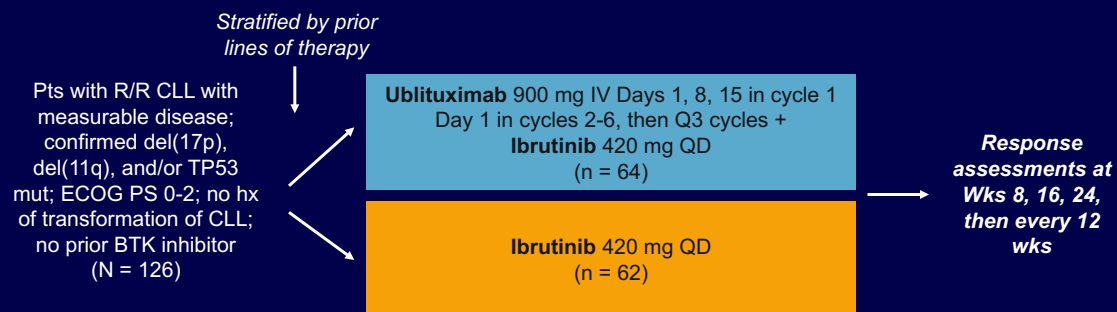 Stratified by prior
lines of therapy
Pts with R/R CLL with
measurable disease;
confirmed del(17p),
del(11q), and/or TP53
mut; ECOG PS 0-2; no hx
of transformation of CLL;
no prior BTK inhibitor
(N = 126)
Ublituximab 900 mg IV Days 1, 8, 15 in cycle 1
Day 1 in cycles 2-6, then Q3 cycles +
Ibrutinib 420 mg QD
(n = 64)
Ibrutinib 420 mg QD
(n = 62)
Response
assessments at
Wks 8, 16, 24,
then every 12
wks